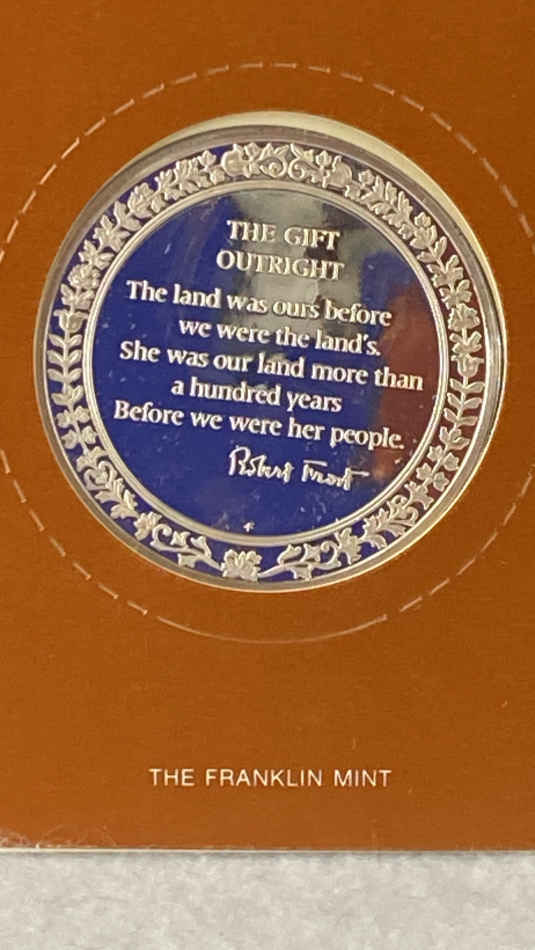 THE GIFT
OUTRIGHT
The land was ours before
we were the land's.
She was our land more than
a hundred years
Before we were her people.
Robert Frost
THE FRANKLIN MINT